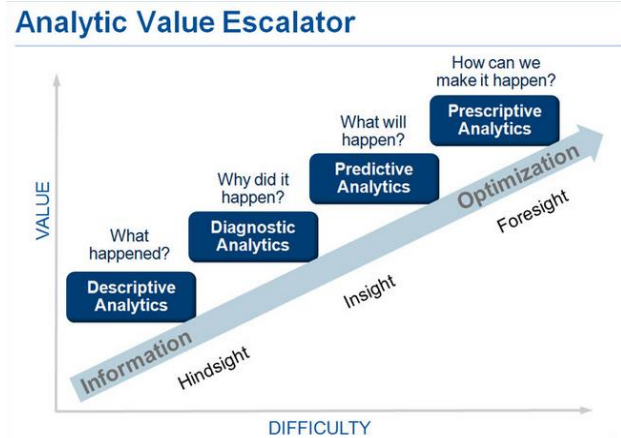 Analytic Value Escalator
How can we
make it happen?
Prescriptive
Analytics
What will
happen?
Predictive
Analytics
Why did it
happen?
Diagnostic
Analytics
What
happened?
Descriptive
Analytics
VALUE
Information
Optimization
Hindsight
Insight
Foresight
DIFFICULTY